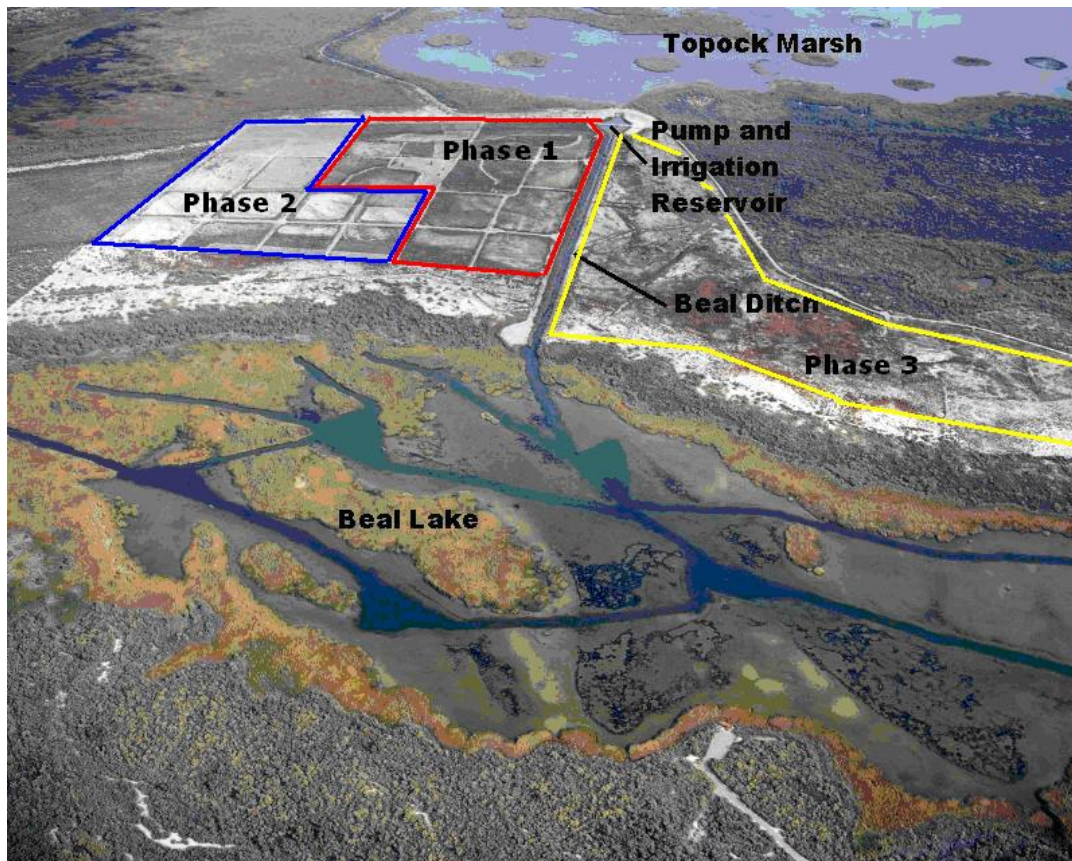 Topock Marsh
Pump and
Irrigation
Reservoir
Phase 1
Phase 2
Beal Ditch
Phase 3
Beal Lake